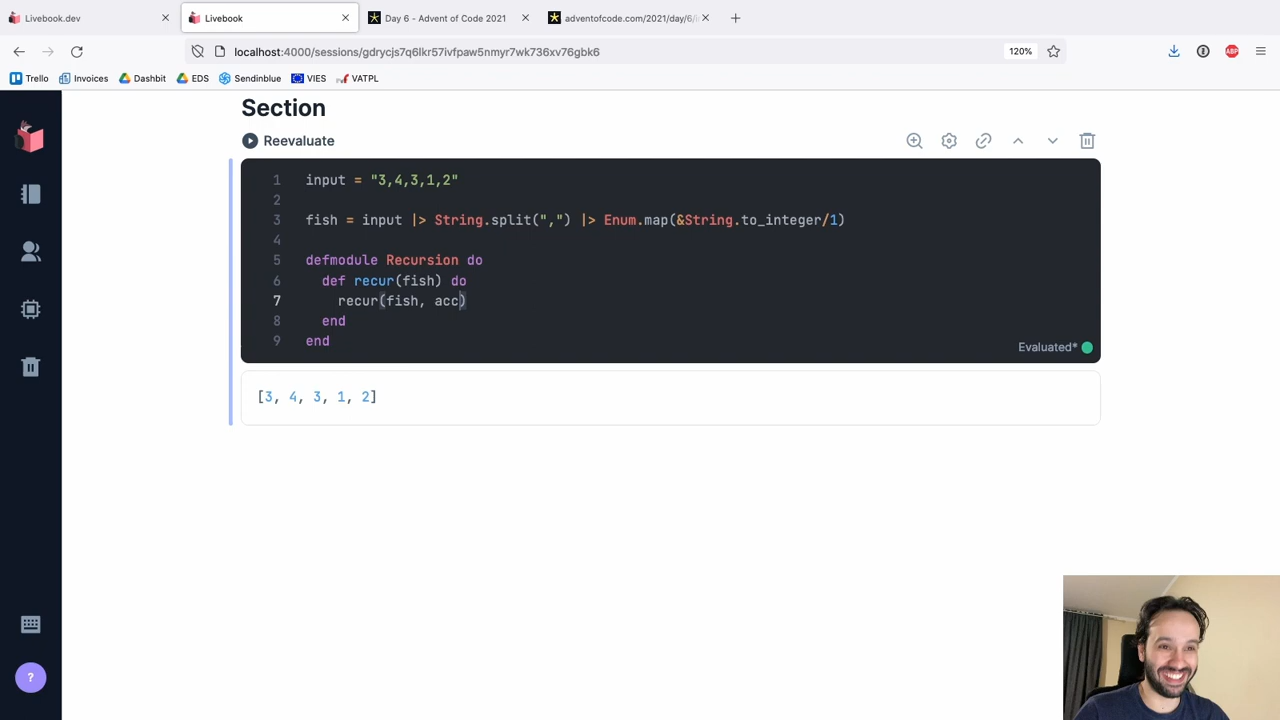 Livebook.dev
Livebook
Day 6 - Advent of Code 2021
adventofcode.com/2021/day/6/i
localhost:4000/sessions/gdrycjs7q6lkr57ivfpaw5nmyr7wk736xv76gbk6
120%
ABP
Trello
Invoices
Dashbit
EDS
Sendinblue
VIES
VATPL
Section
Reevaluate
1 input = "3,4,3,1,2"
2
3 fish = input |> String.split(",") |> Enum.map(&String.to_integer/1)
4
5 defmodule Recursion do
6 def recur(fish) do
7 recur(fish, acc)
8 end
9 end
Evaluated*
[3, 4, 3, 1, 2]
?